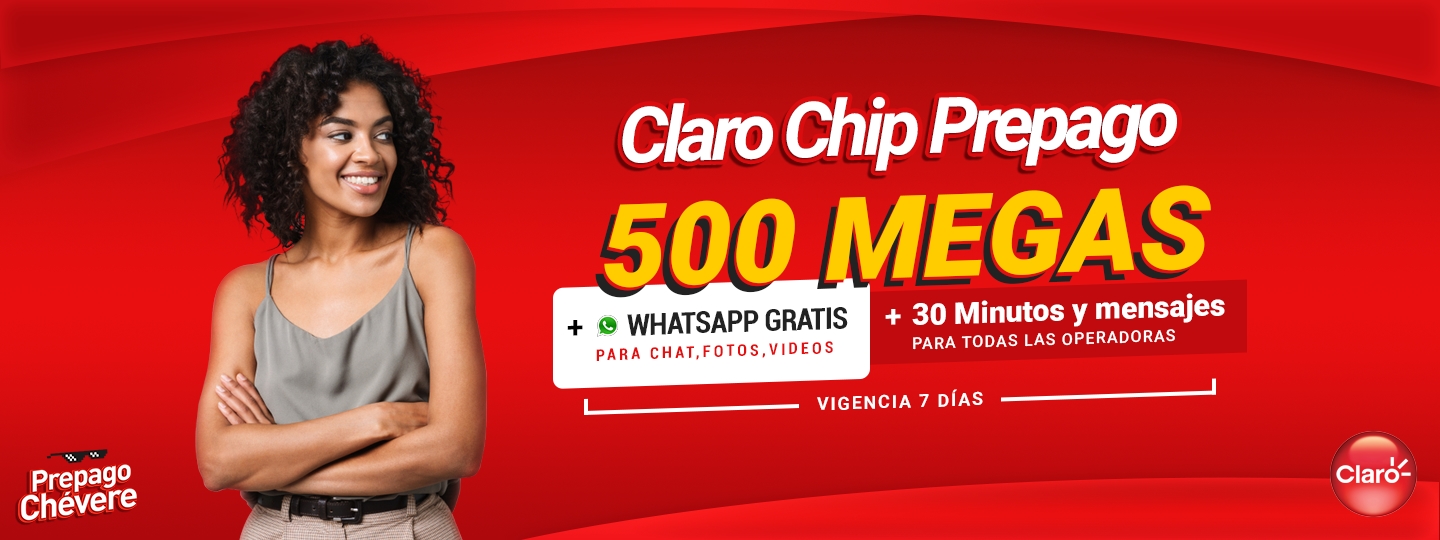 Claro Chip Prepago
500 MEGAS
+ WHATSAPP GRATIS
PARA CHAT,FOTOS,VIDEOS
+ 30 Minutos y mensajes
PARA TODAS LAS OPERADORAS
VIGENCIA 7 DÍAS
Prepago
Chévere
Claro